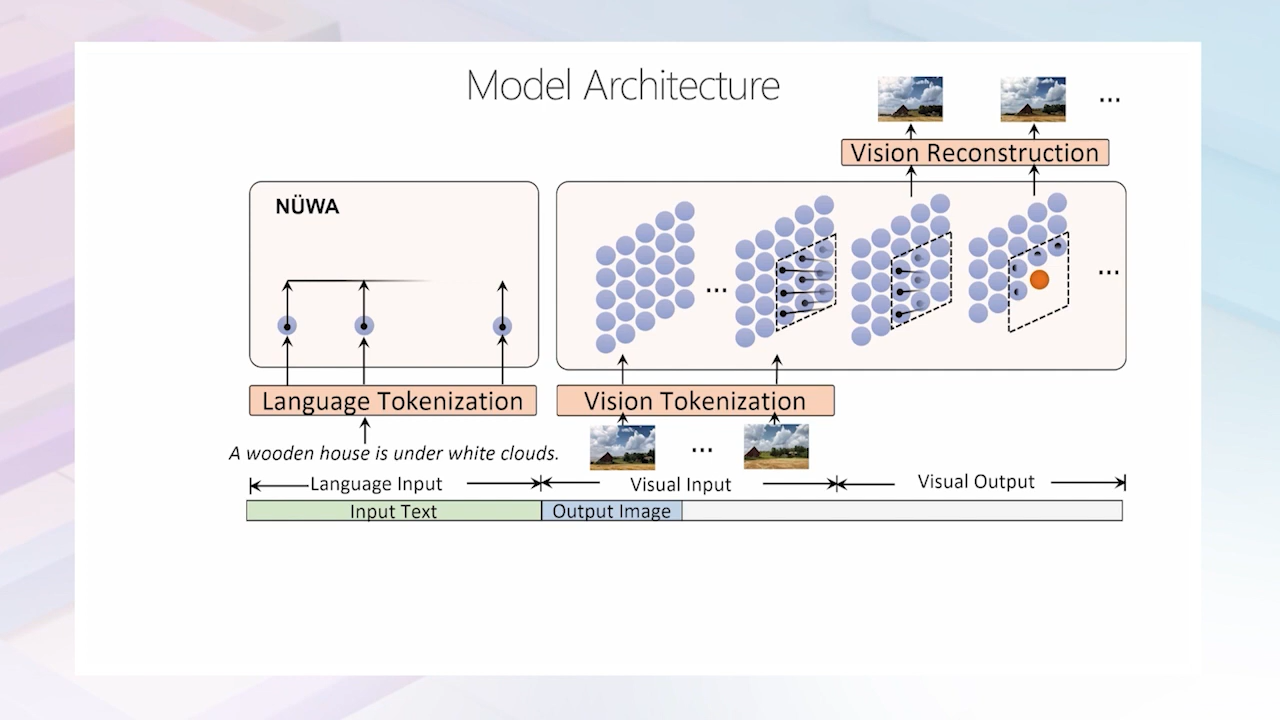 Model Architecture
Vision Reconstruction
NÜWA
...
...
...
Language Tokenization
Vision Tokenization
A wooden house is under white clouds.
...
Language Input
Visual Input
Visual Output
Input Text
Output Image